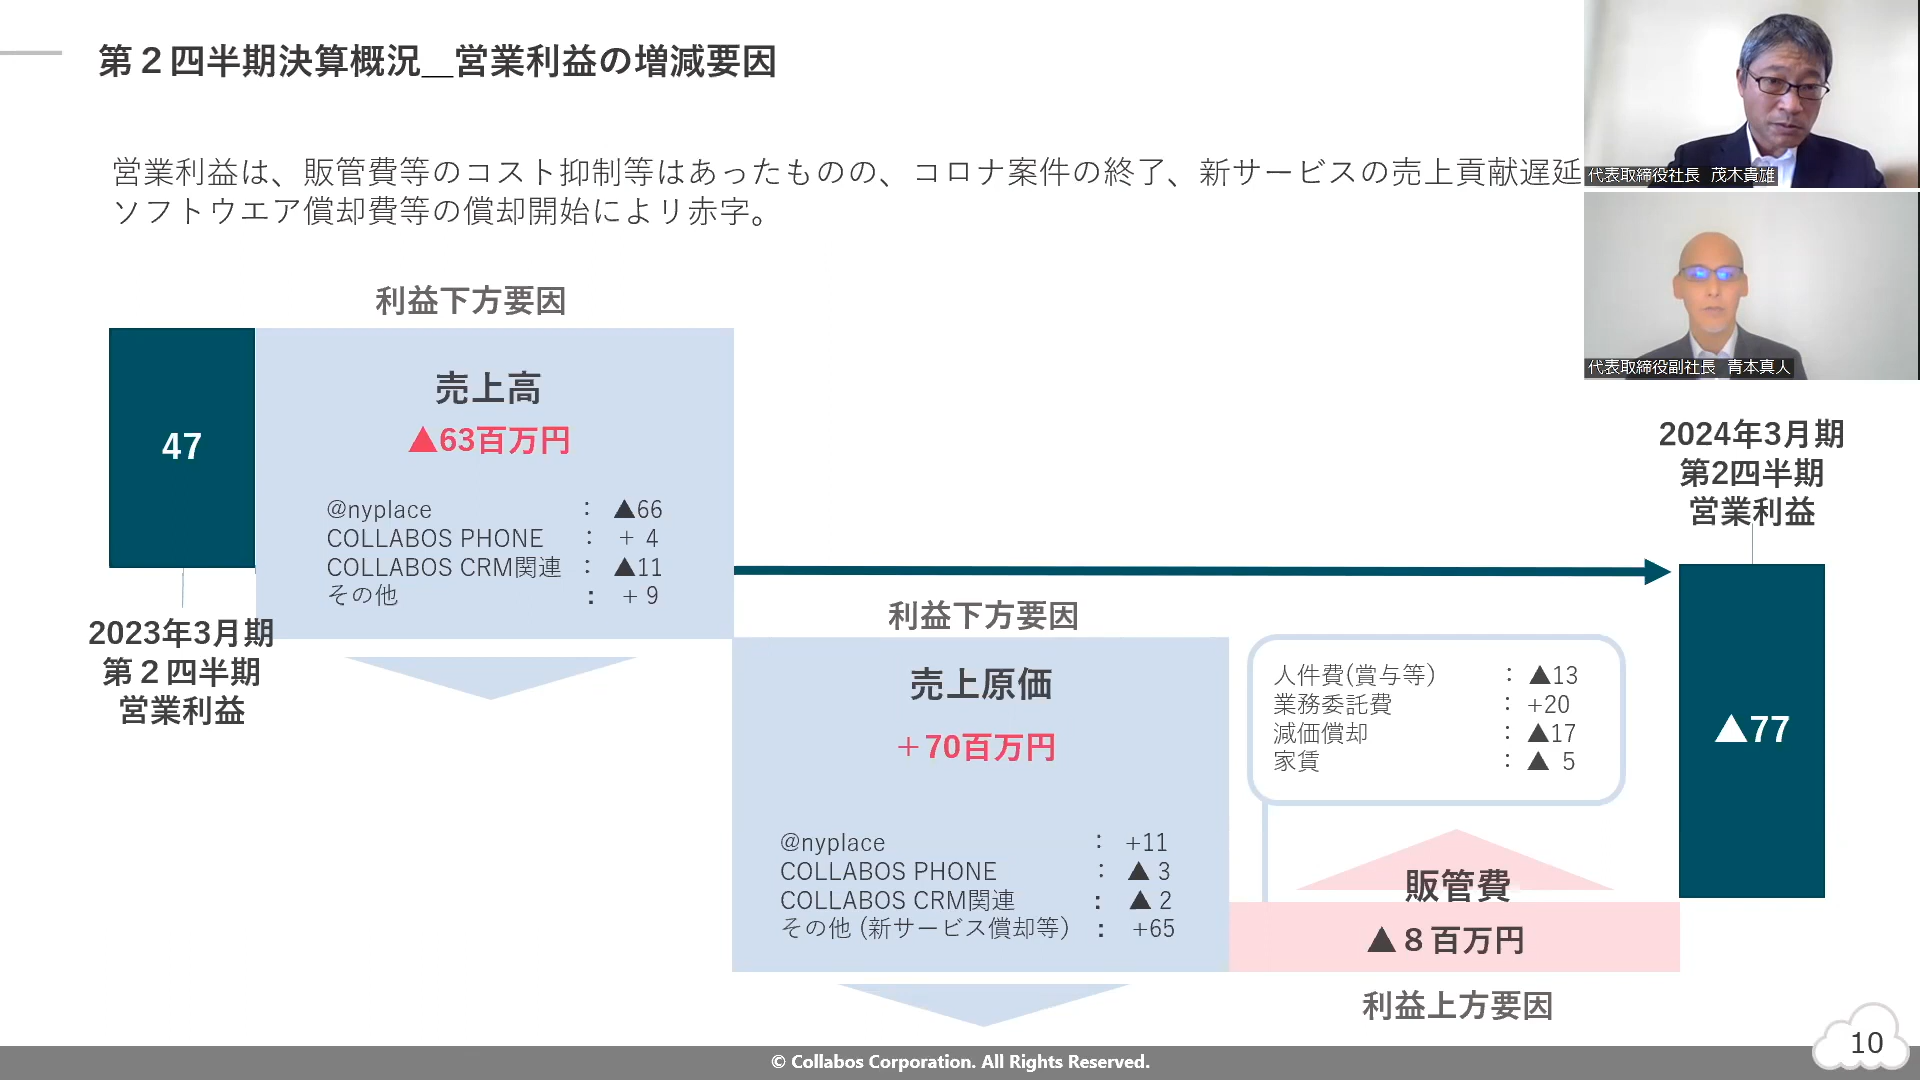 第２四半期決算概況__営業利益の増減要因
営業利益は、販管費等のコスト抑制等はあったものの、コロナ案件の終了、新サービスの売上貢献遅延
ソフトウエア償却費等の償却開始により赤字。
代表取締役社長　茂木貴雄
代表取締役副社長　青本真人
利益下方要因
47
2023年3月期
第２四半期
営業利益
売上高
▲63百万円
@nyplace : ▲66
COLLABOS PHONE : + 4
COLLABOS CRM関連 : ▲11
その他 : + 9
利益下方要因
売上原価
＋70百万円
@nyplace : +11
COLLABOS PHONE : ▲ 3
COLLABOS CRM関連 : ▲ 2
その他 (新サービス償却等) : +65
人件費(賞与等) : ▲13
業務委託費 : +20
減価償却 : ▲17
家賃 : ▲ 5
販管費
▲８百万円
利益上方要因
2024年3月期
第2四半期
営業利益
▲77
© Collabos Corporation. All Rights Reserved.
10